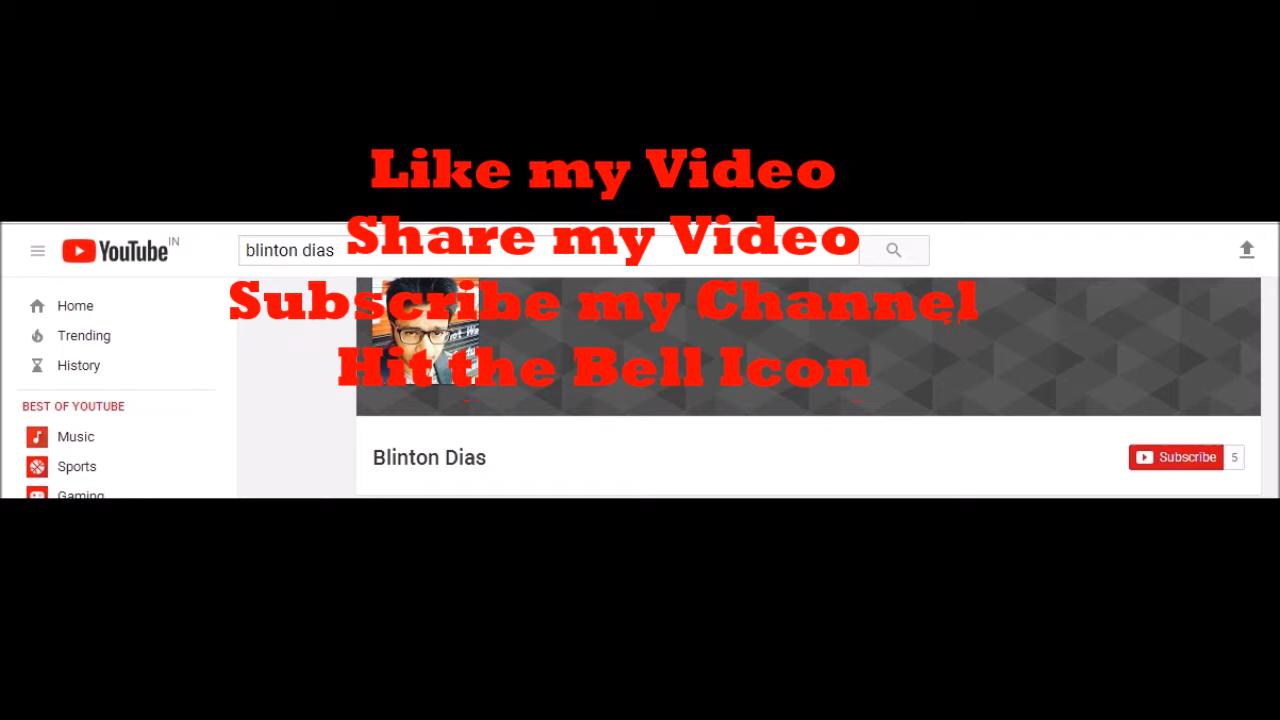 Like my Video
Share my Video
Subscribe my Channel
Hit the Bell Icon
YouTube IN
blinton dias
Home
Trending
History
BEST OF YOUTUBE
Music
Sports
Gaming
Blinton Dias
Subscribe 5